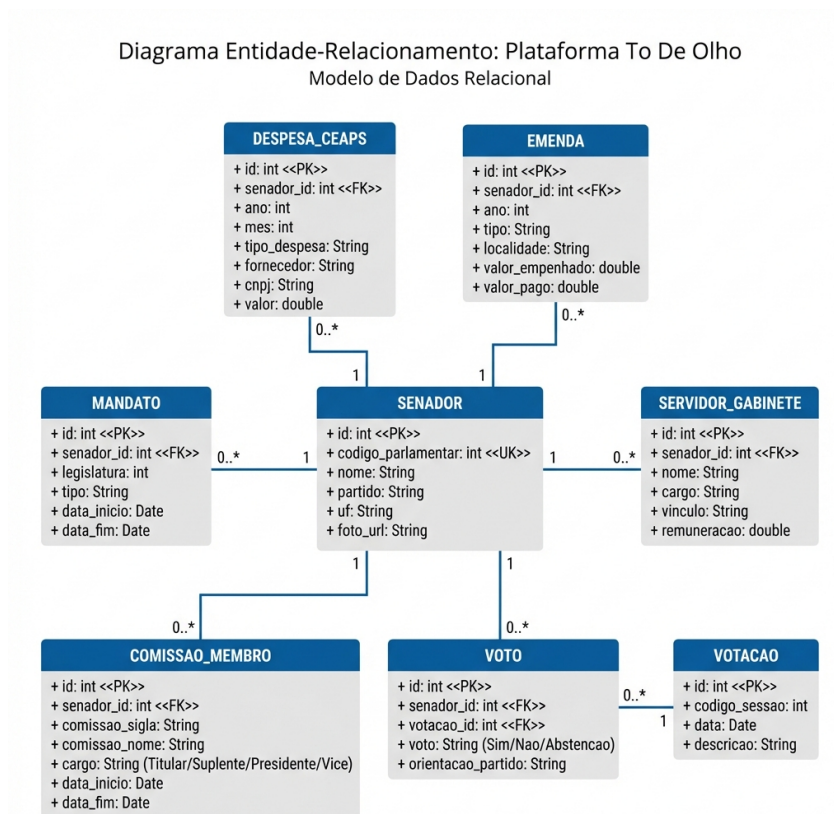 Diagrama Entidade-Relacionamento: Plataforma To De Olho
Modelo de Dados Relacional
DESPESA_CEAPS
+ id: int <<PK>>
+ senador_id: int <<FK>>
+ ano: int
+ mes: int
+ tipo_despesa: String
+ fornecedor: String
+ cnpj: String
+ valor: double
0..*
1
EMENDA
+ id: int <<PK>>
+ senador_id: int <<FK>>
+ ano: int
+ tipo: String
+ localidade: String
+ valor_empenhado: double
+ valor_pago: double
0..*
1
MANDATO
+ id: int <<PK>>
+ senador_id: int <<FK>>
+ legislatura: int
+ tipo: String
+ data_inicio: Date
+ data_fim: Date
0..*
1
SENADOR
+ id: int <<PK>>
+ codigo_parlamentar: int <<UK>>
+ nome: String
+ partido: String
+ uf: String
+ foto_url: String
1
0..*
SERVIDOR_GABINETE
+ id: int <<PK>>
+ senador_id: int <<FK>>
+ nome: String
+ cargo: String
+ vinculo: String
+ remuneracao: double
1
0..*
COMISSAO_MEMBRO
+ id: int <<PK>>
+ senador_id: int <<FK>>
+ comissao_sigla: String
+ comissao_nome: String
+ cargo: String (Titular/Suplente/Presidente/Vice)
+ data_inicio: Date
+ data_fim: Date
1
0..*
VOTO
+ id: int <<PK>>
+ senador_id: int <<FK>>
+ votacao_id: int <<FK>>
+ voto: String (Sim/Nao/Abstencao)
+ orientacao_partido: String
0..*
1
VOTACAO
+ id: int <<PK>>
+ codigo_sessao: int
+ data: Date
+ descricao: String